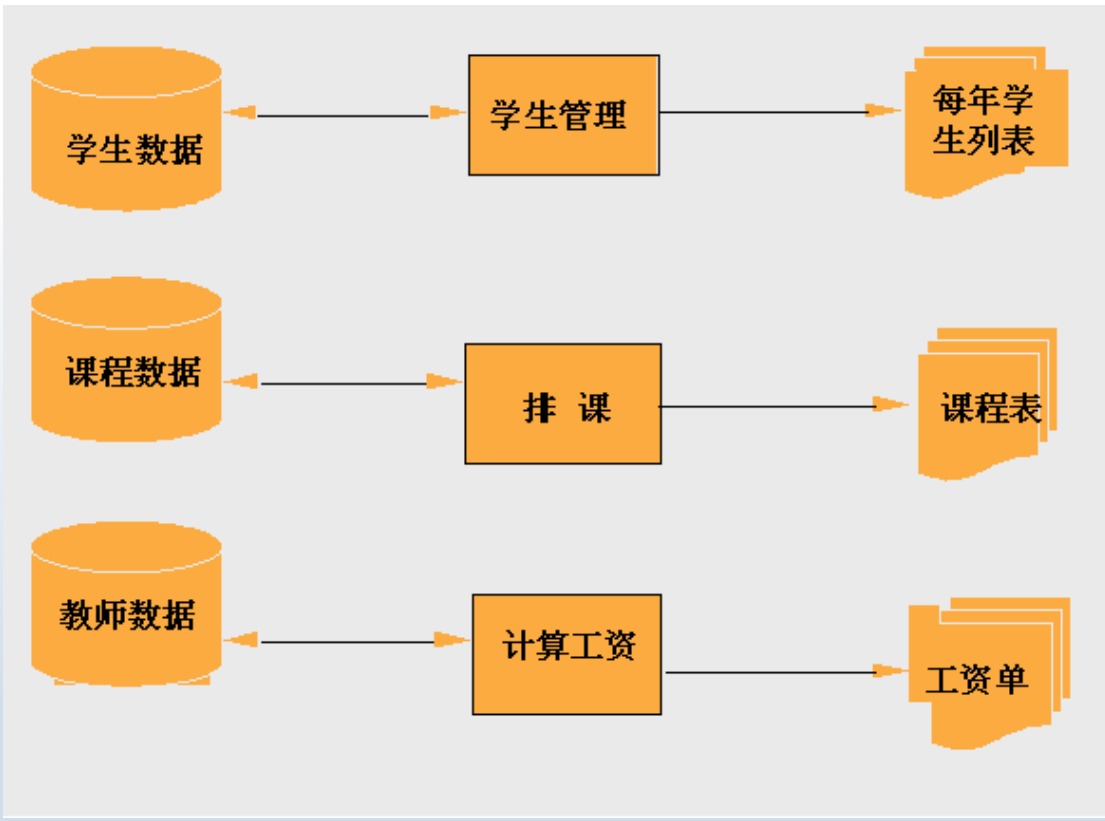 学生数据
学生管理
每年学
生列表
课程数据
排 课
课程表
教师数据
计算工资
工资单